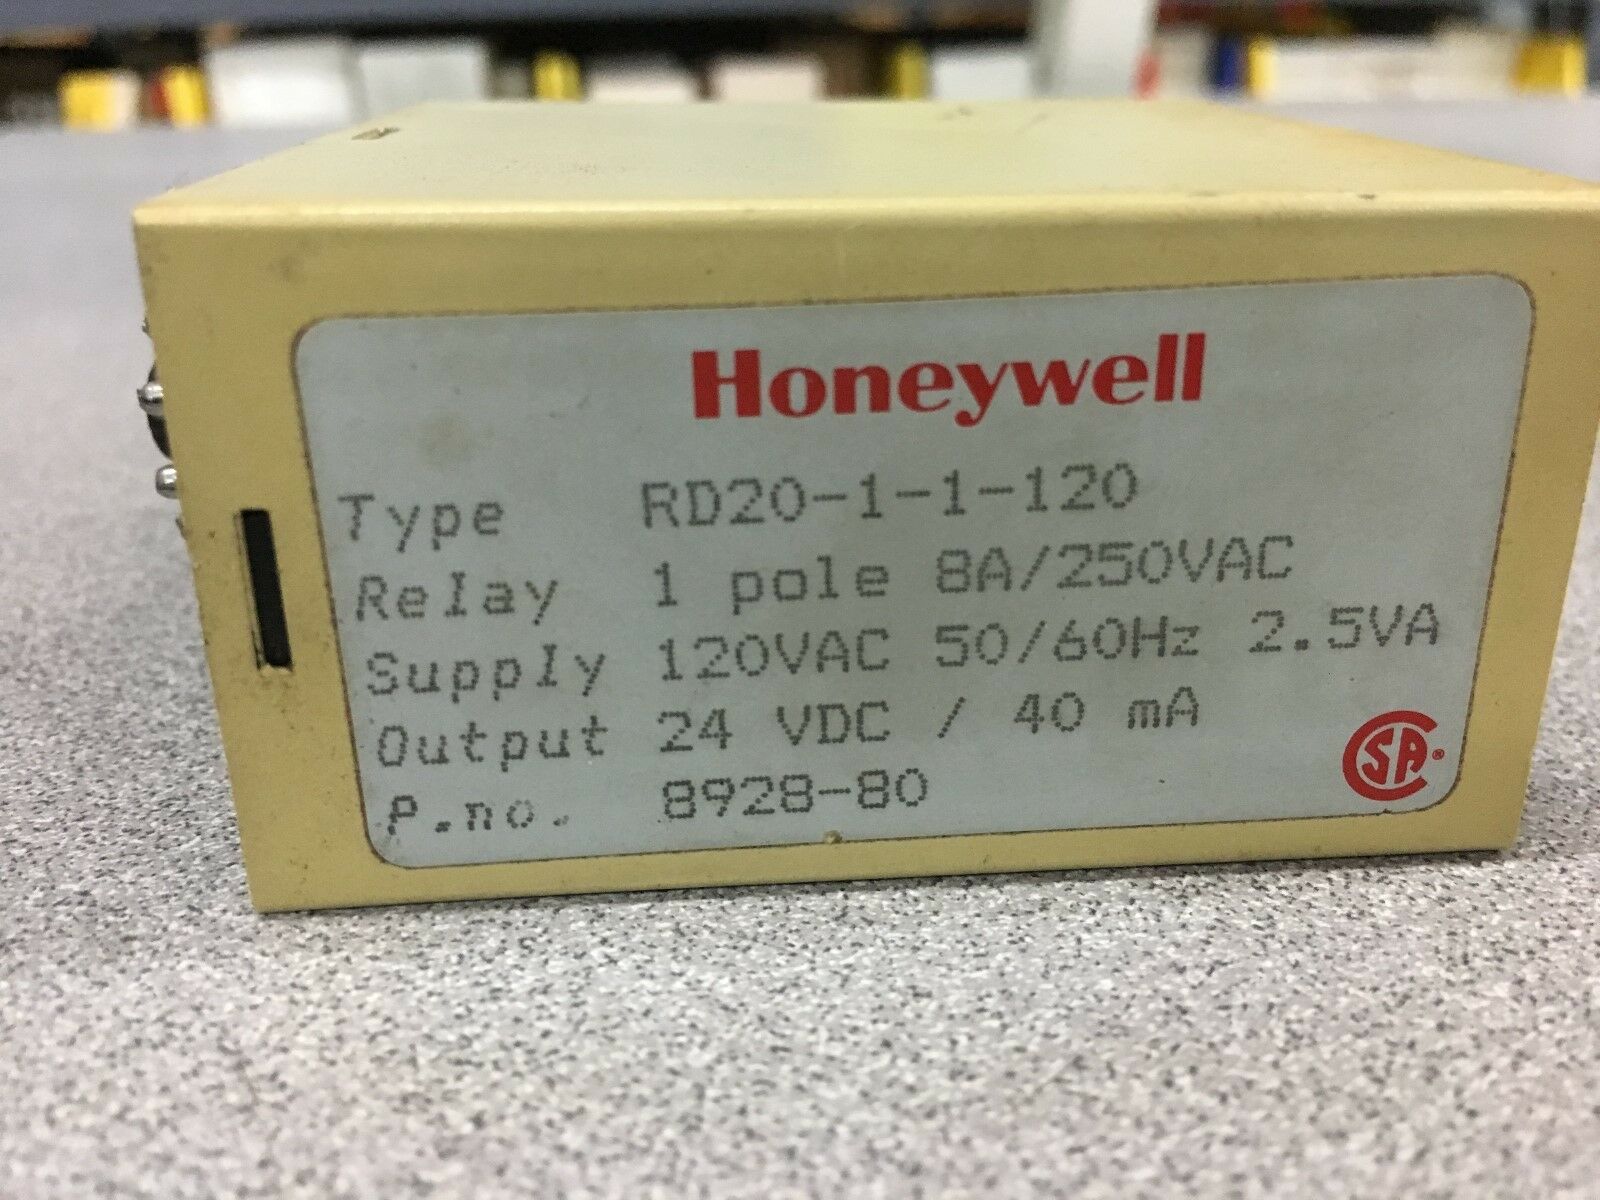 Honeywell
Type RD20-1-1-120
Relay 1 pole 8A/250VAC
Supply 120VAC 50/60Hz 2.5VA
Output 24 VDC / 40 mA
P.no. 8928-80
CSA®